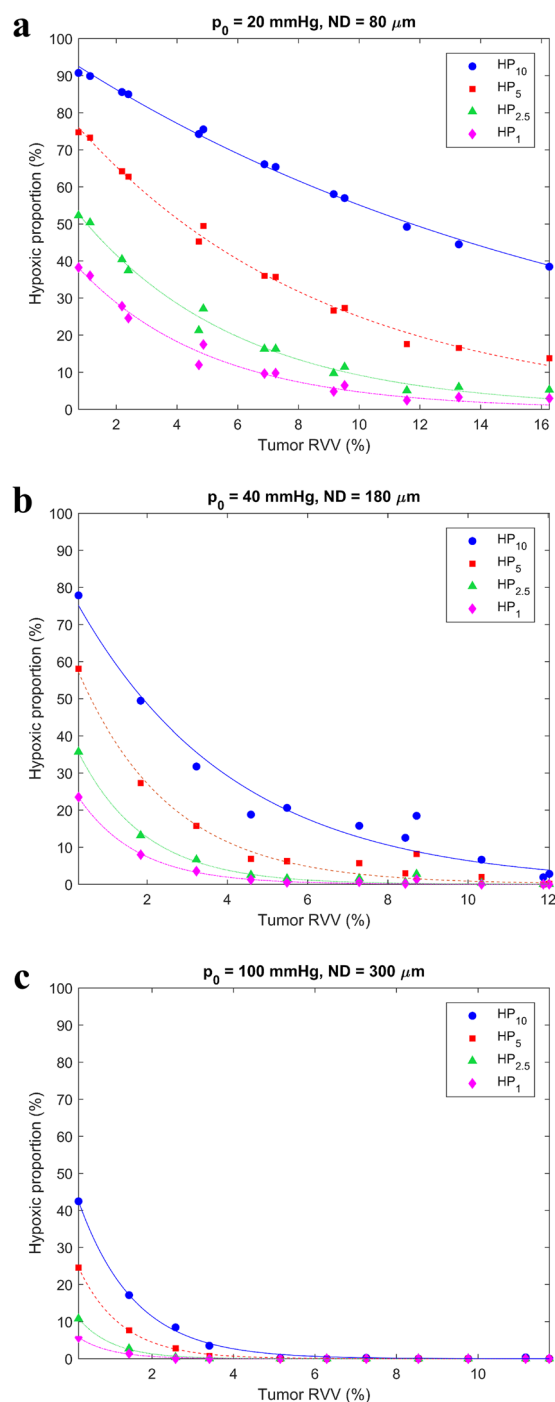 a
p0 = 20 mmHg, ND = 80 μm
100
90
80
70
60
50
40
30
20
10
0
Hypoxic proportion (%)
HP10
HP5
HP2.5
HP1
2 4 6 8 10 12 14 16
Tumor RVV (%)
b
p0 = 40 mmHg, ND = 180 μm
100
90
80
70
60
50
40
30
20
10
0
Hypoxic proportion (%)
HP10
HP5
HP2.5
HP1
2 4 6 8 10 12
Tumor RVV (%)
c
p0 = 100 mmHg, ND = 300 μm
100
90
80
70
60
50
40
30
20
10
0
Hypoxic proportion (%)
HP10
HP5
HP2.5
HP1
2 4 6 8 10
Tumor RVV (%)